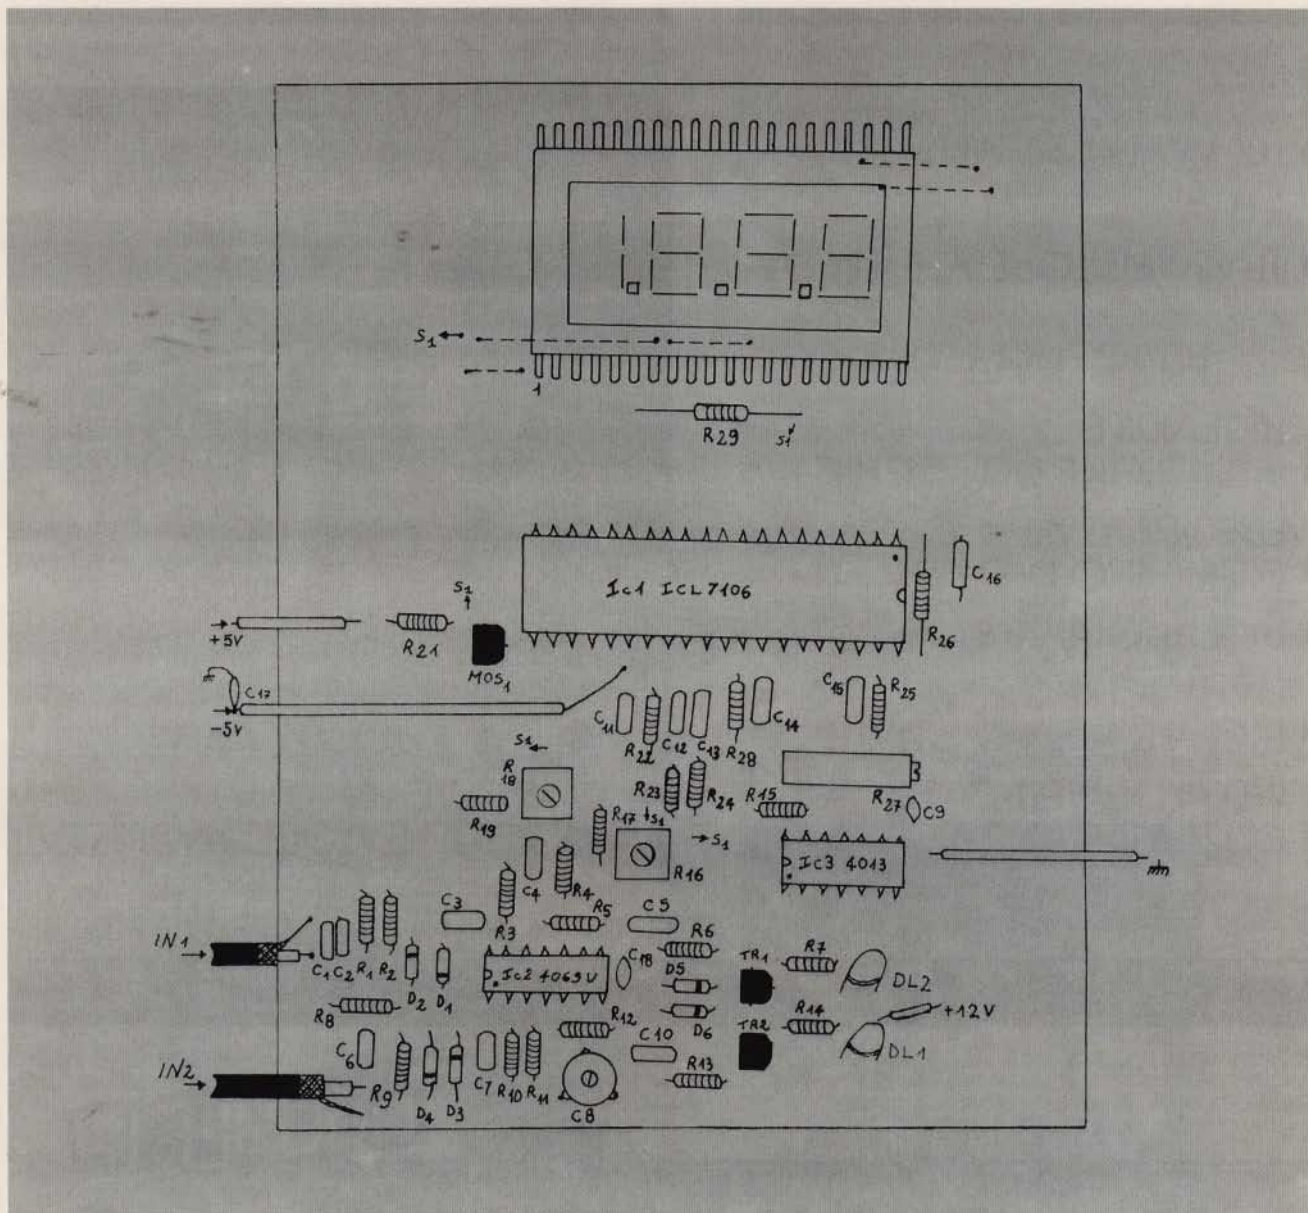 S1
1
R29
S1
Ic1 ICL7106
C16
R26
S1
+5V
R21
MOS1
C17
-5V
C11
R22
C12
C13
R28
C14
C15
R25
S1
R18
R19
R17
S1
R23
R24
R15
R27
C9
S1
R16
Ic3 4013
C4
R4
R3
C3
R5
C5
IN1
C1
C2
R1
R2
D2
D1
Ic2 4069U
C18
R6
D5
TR1
R7
DL2
R8
R12
D6
TR2
R14
+12V
DL1
C6
R9
D4
D3
C7
R10
R11
C8
C10
R13
IN2